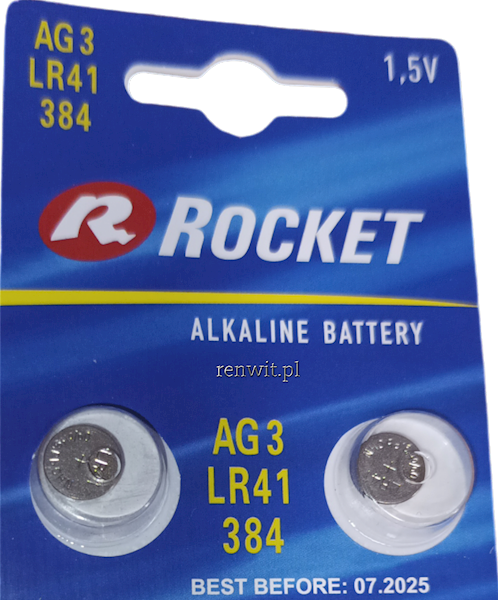 AG 3
LR41
384
1,5V
R ROCKET
ALKALINE BATTERY
renwit.pl
AG 3
LR41
384
BEST BEFORE: 07.2025